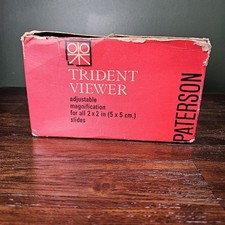 TRIDENT
VIEWER
adjustable
magnification
for all 2 x 2 in (5 x 5 cm.)
slides
PATERSON